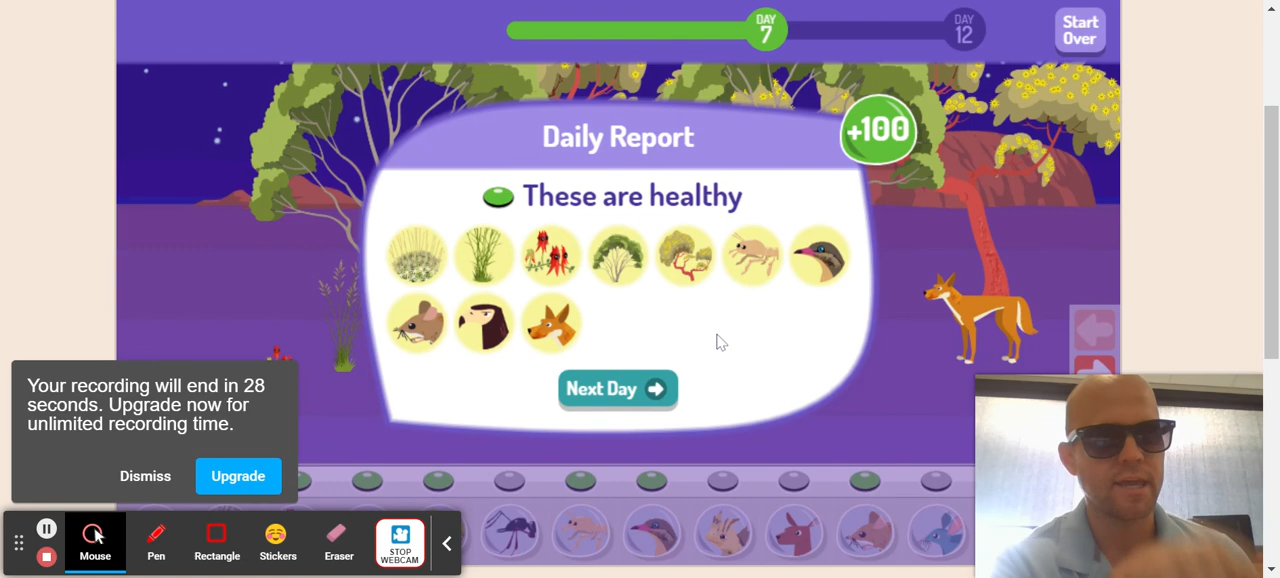 DAY
7
DAY
12
Start
Over
Daily Report
+100
These are healthy
Next Day
Your recording will end in 28
seconds. Upgrade now for
unlimited recording time.
Dismiss
Upgrade
Mouse
Pen
Rectangle
Stickers
Eraser
STOP
WEBCAM